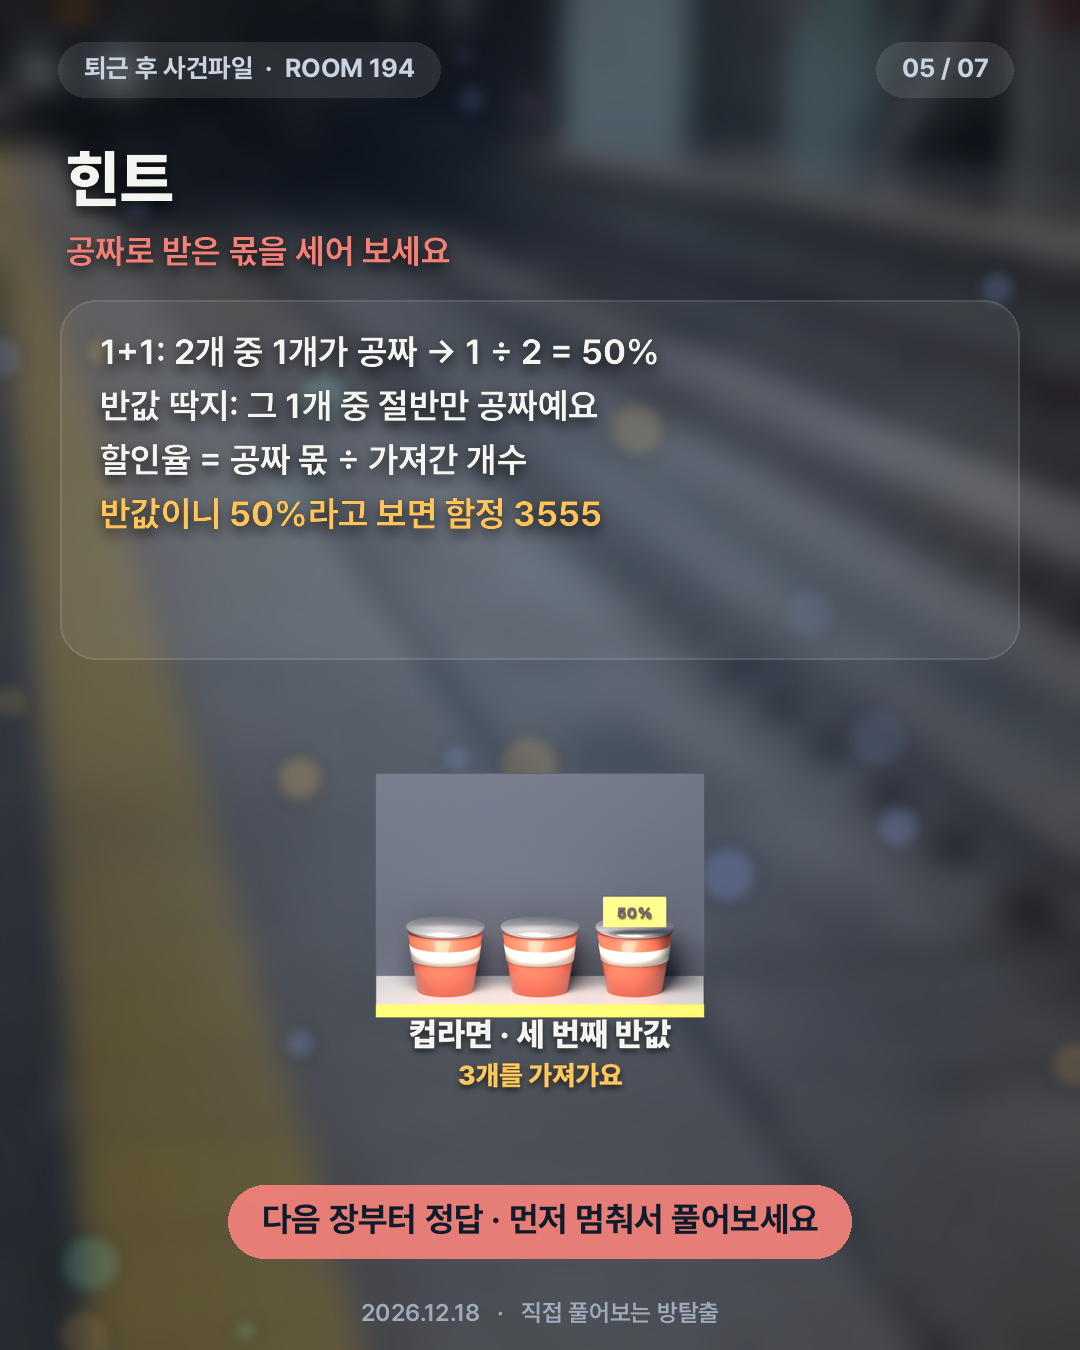 퇴근 후 사건파일 · ROOM 194
05 / 07
힌트
공짜로 받은 몫을 세어 보세요
1+1: 2개 중 1개가 공짜 → 1 ÷ 2 = 50%
반값 딱지: 그 1개 중 절반만 공짜예요
할인율 = 공짜 몫 ÷ 가져간 개수
반값이니 50%라고 보면 함정 3555
50%
컵라면 · 세 번째 반값
3개를 가져가요
다음 장부터 정답 · 먼저 멈춰서 풀어보세요
2026.12.18 · 직접 풀어보는 방탈출